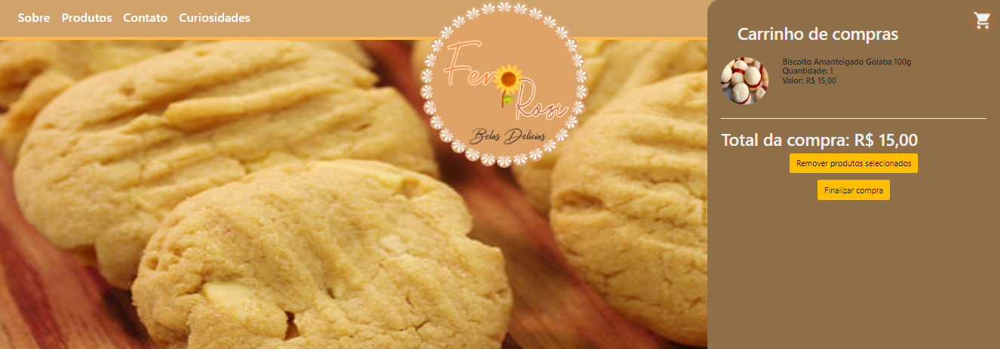 Sobre Produtos Contato Curiosidades
Fer
Rosi
Belas Delícias
Carrinho de compras
Biscoito Amanteigado Goiaba 100g
Quantidade: 1
Valor: R$ 15,00
Total da compra: R$ 15,00
Remover produtos selecionados
Finalizar compra